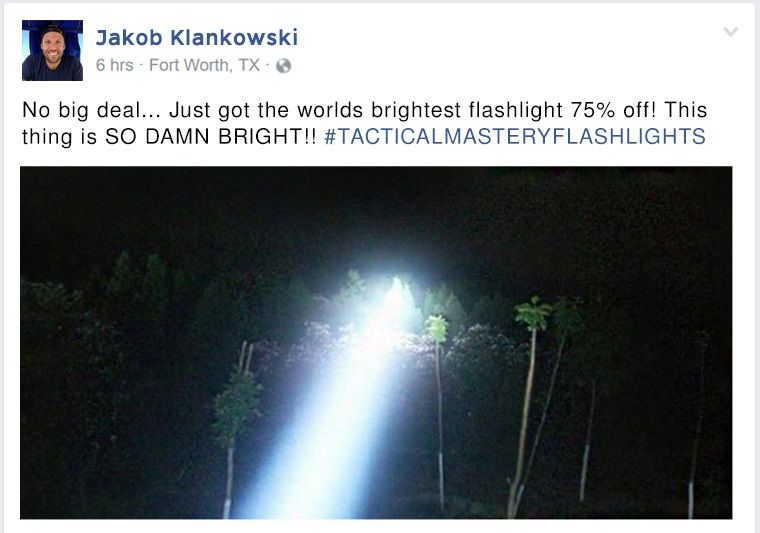 Jakob Klankowski
6 hrs · Fort Worth, TX ·
No big deal... Just got the worlds brightest flashlight 75% off! This
thing is SO DAMN BRIGHT!! #TACTICALMASTERYFLASHLIGHTS